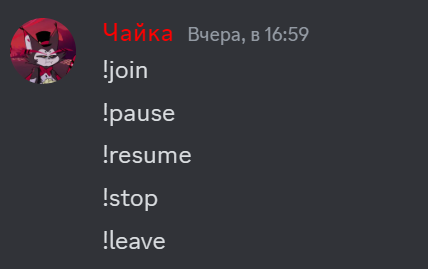 Чайка Вчера, в 16:59
!join
!pause
!resume
!stop
!leave